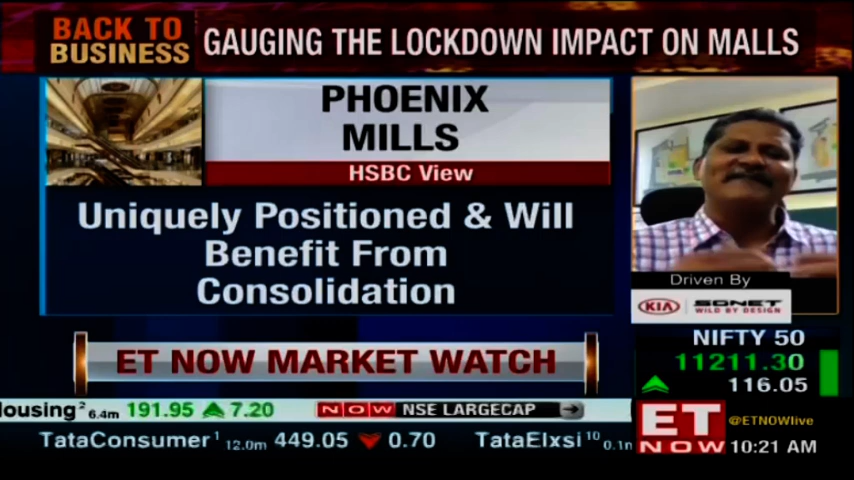 BACK TO
BUSINESS
GAUGING THE LOCKDOWN IMPACT ON MALLS
PHOENIX
MILLS
HSBC View
Uniquely Positioned & Will
Benefit From
Consolidation
Driven By
KIA SONET
WILD BY DESIGN
ET NOW MARKET WATCH
NIFTY 50
11211.30
116.05
Housing² 6.4m 191.95 7.20 NOW NSE LARGECAP
TataConsumer¹ 12.0m 449.05 0.70 TataElxsi¹⁰ 0.1m
ET
NOW
@ETNOWlive
10:21 AM